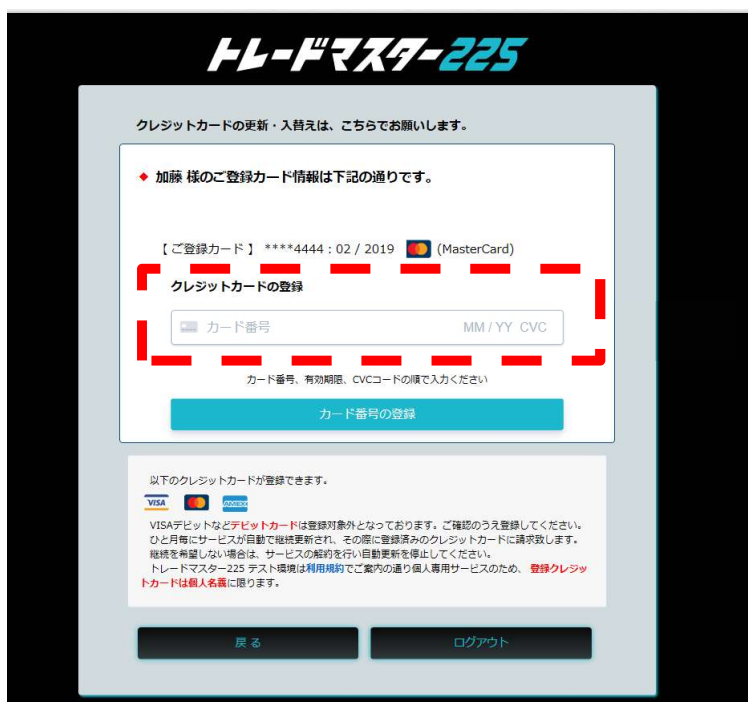 トレードマスター225
クレジットカードの更新・入替えは、こちらでお願いします。
◆ 加藤 様のご登録カード情報は下記の通りです。
【 ご登録カード 】 ****4444 : 02 / 2019 (MasterCard)
クレジットカードの登録
カード番号 MM / YY CVC
カード番号、有効期限、CVCコードの順で入力ください
カード番号の登録
以下のクレジットカードが登録できます。
VISA AMEX
VISAデビットなどデビットカードは登録対象外となっております。ご確認のうえ登録してください。
ひと月毎にサービスが自動で継続更新され、その際に登録済みのクレジットカードに請求致します。
継続を希望しない場合は、サービスの解約を行い自動更新を停止してください。
トレードマスター225 テスト環境は利用規約でご案内の通り個人専用サービスのため、 登録クレジッ
トカードは個人名義に限ります。
戻 る ログアウト